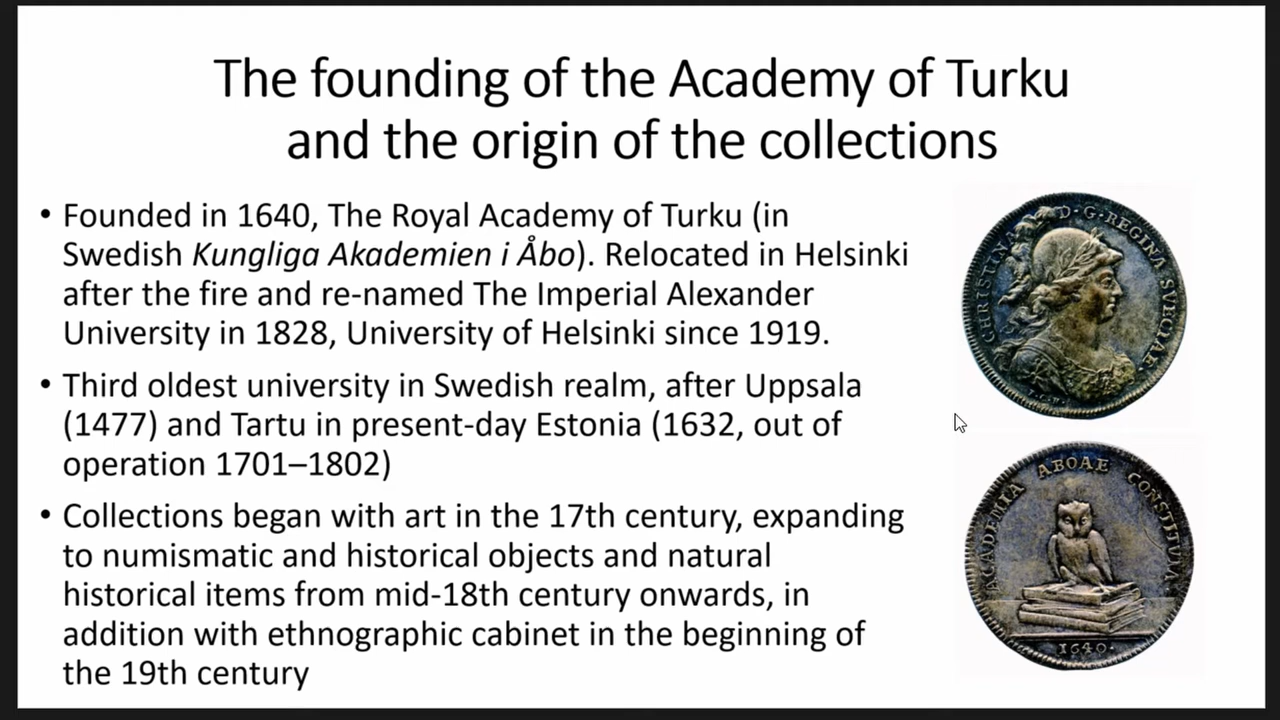 The founding of the Academy of Turku
and the origin of the collections
• Founded in 1640, The Royal Academy of Turku (in
Swedish Kungliga Akademien i Åbo). Relocated in Helsinki
after the fire and re-named The Imperial Alexander
University in 1828, University of Helsinki since 1919.
• Third oldest university in Swedish realm, after Uppsala
(1477) and Tartu in present-day Estonia (1632, out of
operation 1701–1802)
• Collections began with art in the 17th century, expanding
to numismatic and historical objects and natural
historical items from mid-18th century onwards, in
addition with ethnographic cabinet in the beginning of
the 19th century
CHRISTINA D·G·REGINA SVECIAE·
ACADEMIA ABOAE CONSTITUTA
1640·